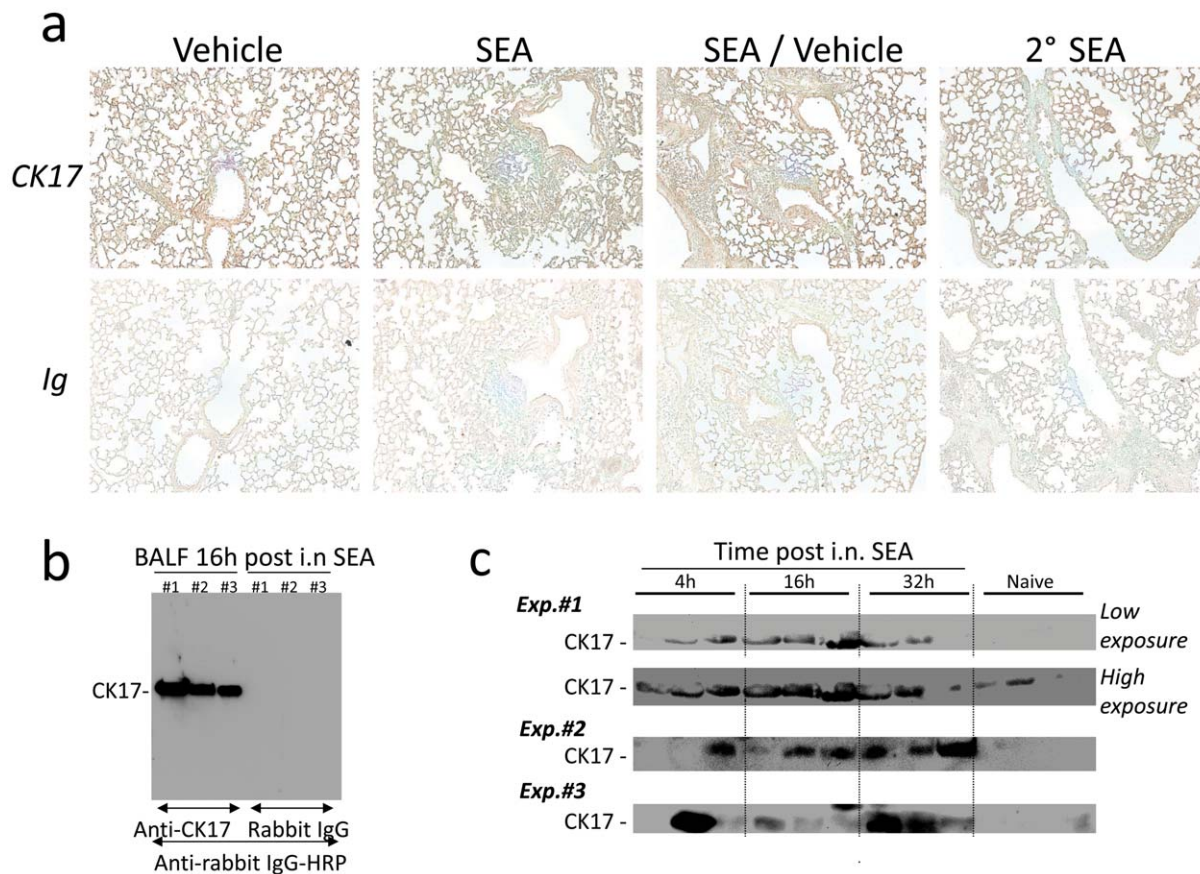 a
Vehicle SEA SEA / Vehicle 2° SEA
CK17
Ig
b
BALF 16h post i.n SEA
#1 #2 #3 #1 #2 #3
CK17-
Anti-CK17 Rabbit IgG
Anti-rabbit IgG-HRP
c
Time post i.n. SEA
4h 16h 32h Naive
Exp.#1
CK17 -
Low
exposure
CK17 -
High
exposure
Exp.#2
CK17 -
Exp.#3
CK17 -